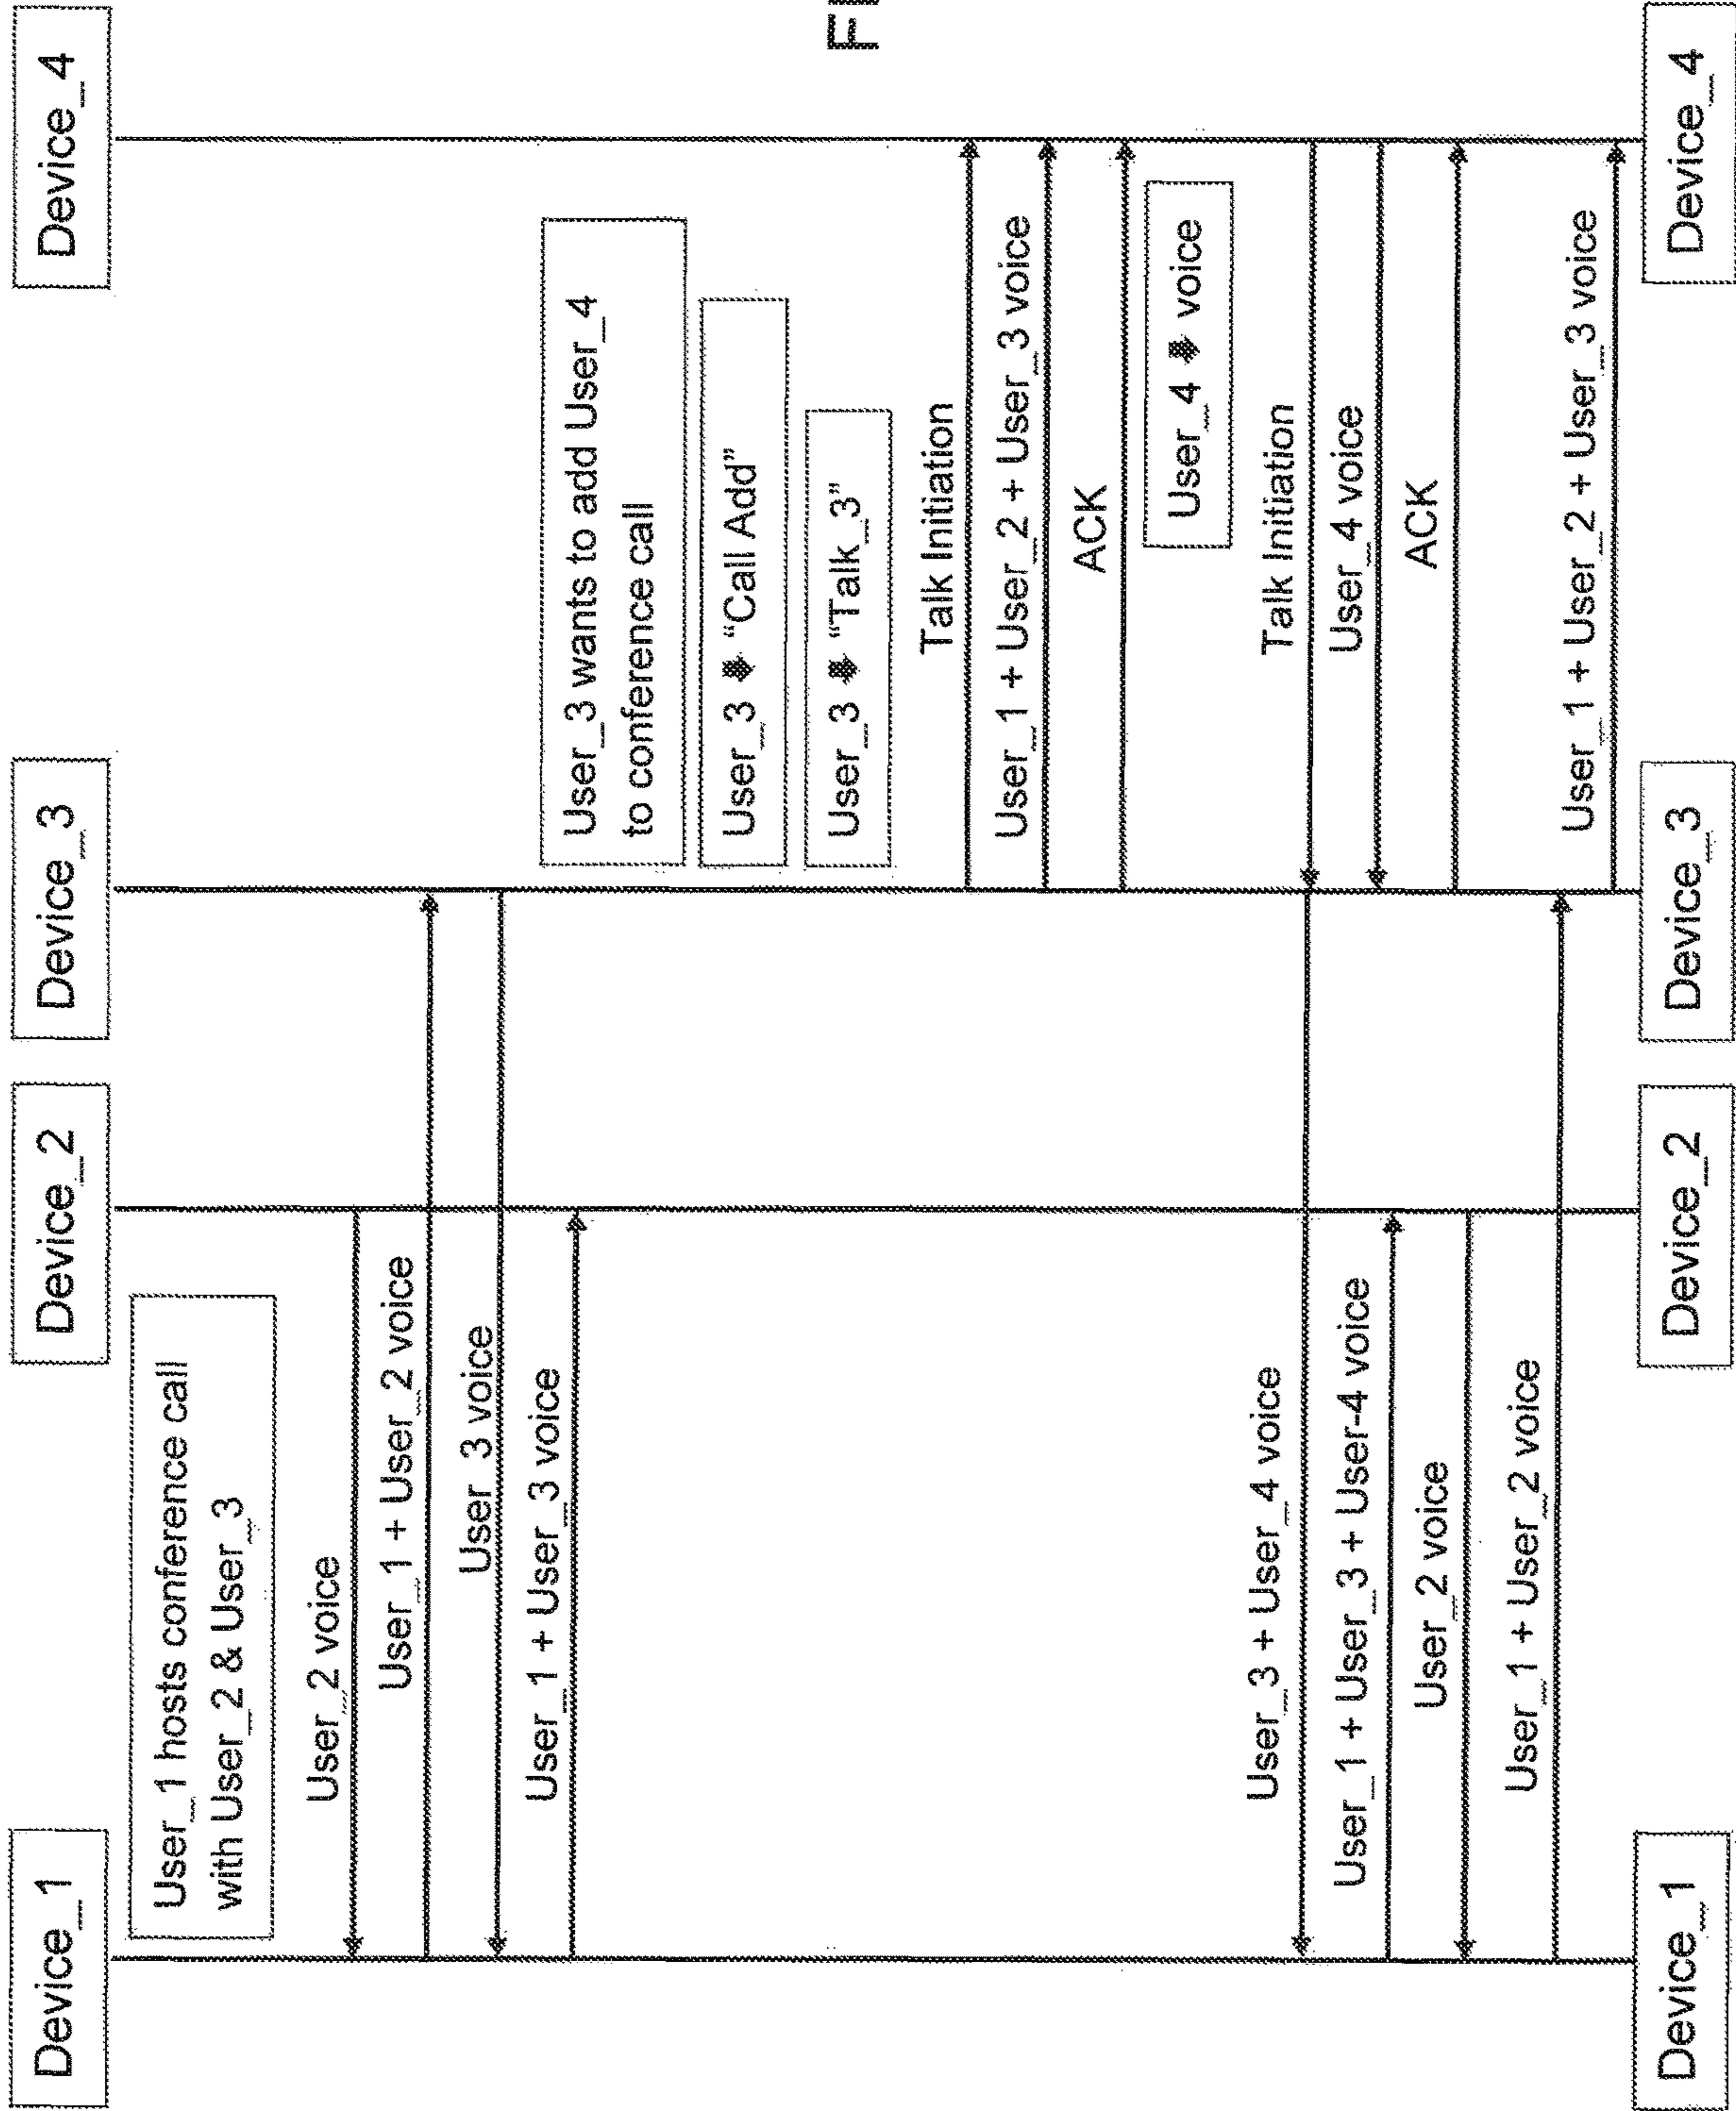 Device_1
Device_2
Device_3
Device_4
User_1 hosts conference call
with User_2 & User_3
User_2 voice
User_1 + User_2 voice
User 3 voice
User_1 + User_3 voice
User_3 wants to add User_4
to conference call
User_3 "Call Add"
User_3 "Talk_3"
Talk Initiation
User_1 + User_2 + User_3 voice
ACK
User_4 voice
Talk Initiation
User_3 + User_4 voice
User_4 voice
User_1 + User_3 + User-4 voice
ACK
User_2 voice
User_1 + User_2 voice
User_1 + User_2 + User_3 voice
Device_1
Device_2
Device_3
Device_4